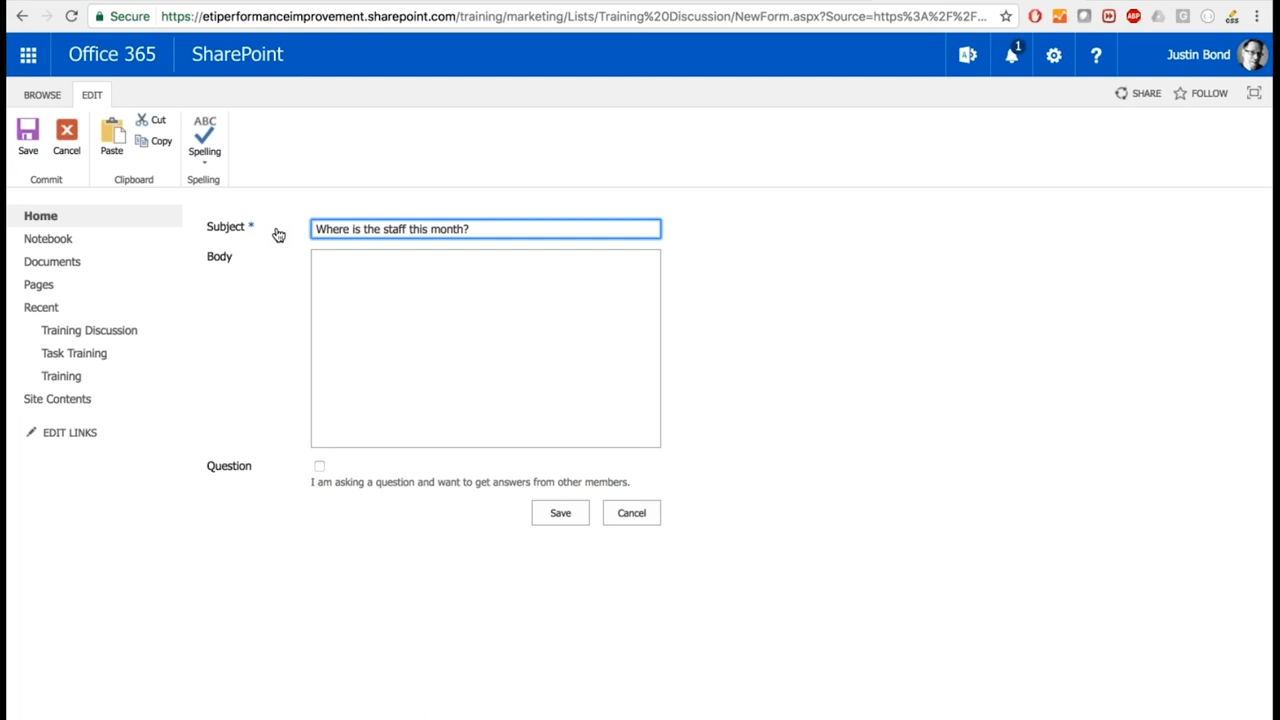 Secure https://etiperformanceimprovement.sharepoint.com/training/marketing/Lists/Training%20Discussion/NewForm.aspx?Source=https%3A%2F%2F...
ABP
css
Office 365 SharePoint
1
?
Justin Bond
BROWSE EDIT
SHARE FOLLOW
Save Cancel
Paste
Cut
Copy
ABC
Spelling
Commit Clipboard Spelling
Home
Notebook
Documents
Pages
Recent
Training Discussion
Task Training
Training
Site Contents
EDIT LINKS
Subject * Where is the staff this month?
Body
Question
I am asking a question and want to get answers from other members.
Save Cancel